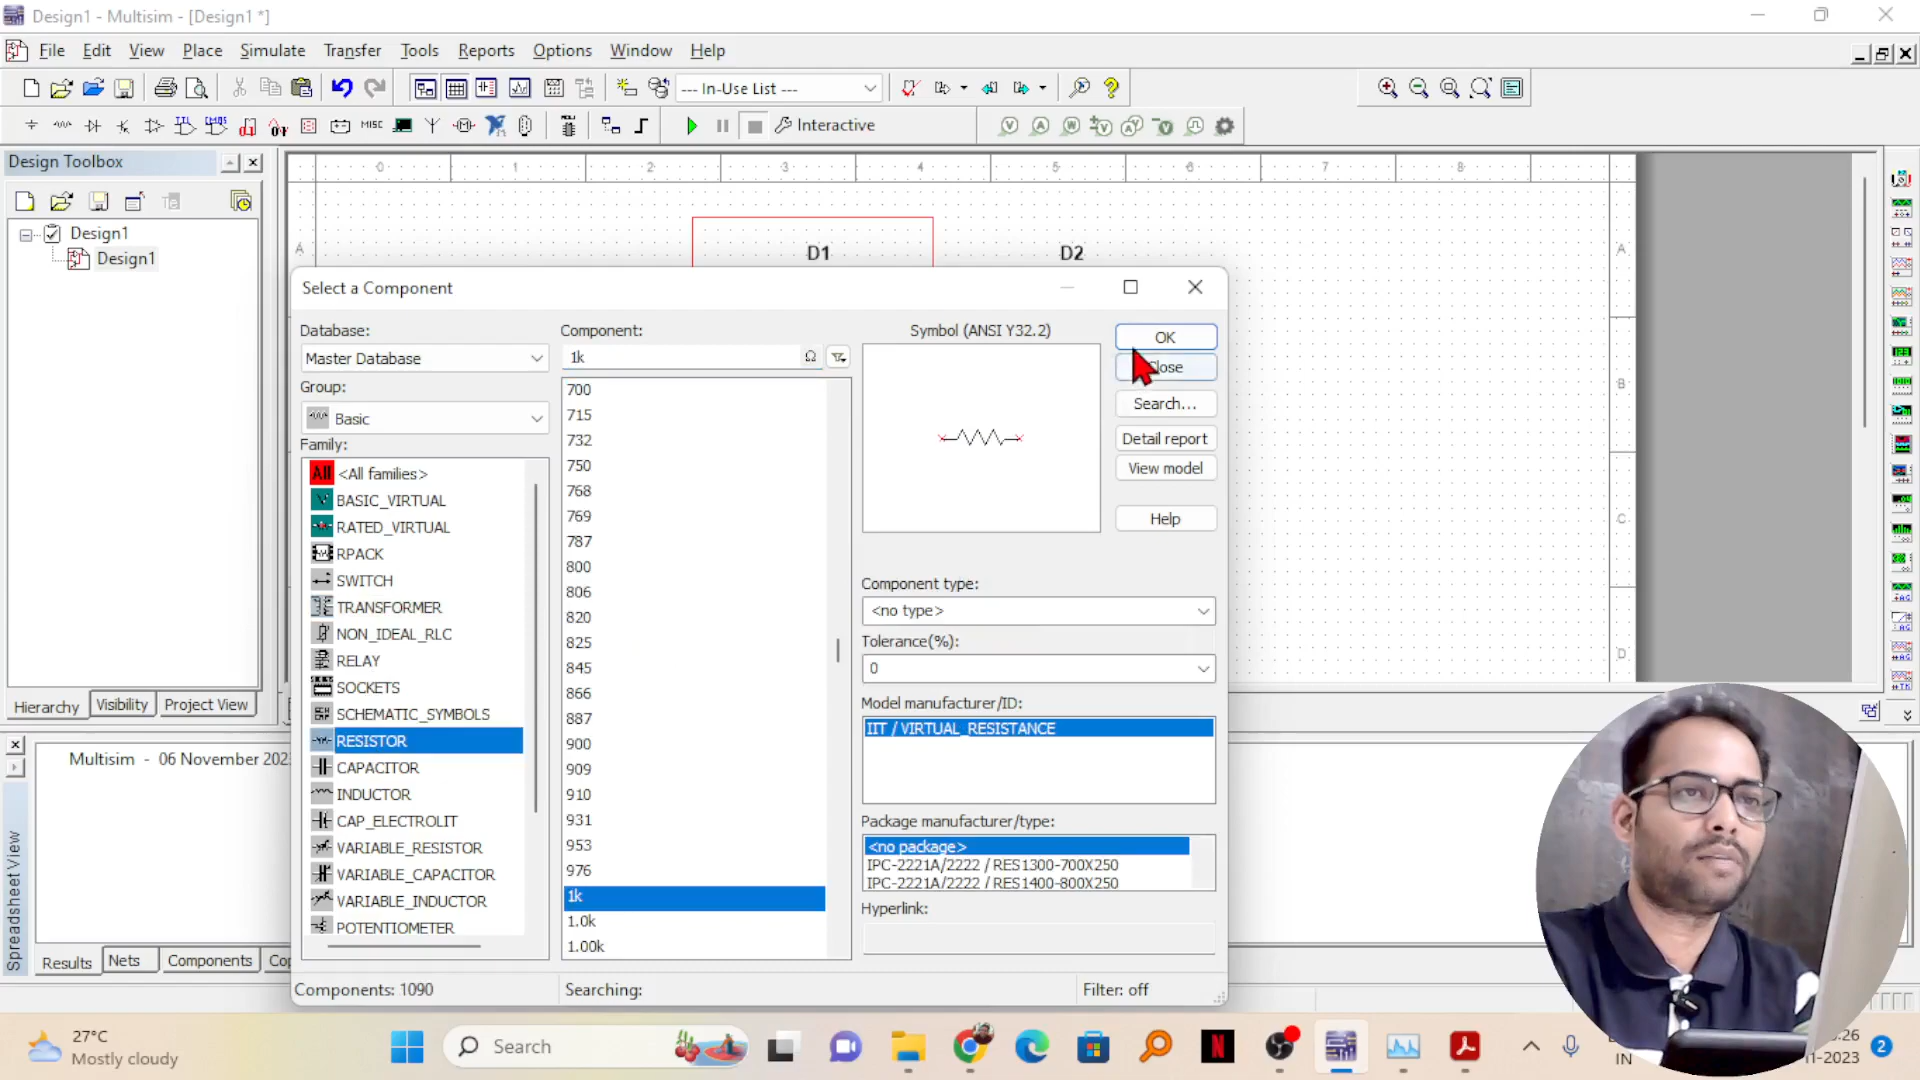 Design1 - Multisim - [Design1 *]
File Edit View Place Simulate Transfer Tools Reports Options Window Help
--- In-Use List ---
MISC
Interactive
Design Toolbox
0 1 2 3 4 5 6 7 8
Design1
Design1
A D1 D2 A
Select a Component
Database:
Master Database
Group:
Basic
Family:
All <All families>
BASIC_VIRTUAL
RATED_VIRTUAL
RPACK
SWITCH
TRANSFORMER
NON_IDEAL_RLC
RELAY
SOCKETS
SCHEMATIC_SYMBOLS
RESISTOR
CAPACITOR
INDUCTOR
CAP_ELECTROLIT
VARIABLE_RESISTOR
VARIABLE_CAPACITOR
VARIABLE_INDUCTOR
POTENTIOMETER
Component:
1k
700
715
732
750
768
769
787
800
806
820
825
845
866
887
900
909
910
931
953
976
1k
1.0k
1.00k
Symbol (ANSI Y32.2)
OK
Close
Search...
Detail report
View model
Help
Component type:
<no type>
Tolerance(%):
0
Model manufacturer/ID:
IIT / VIRTUAL_RESISTANCE
Package manufacturer/type:
<no package>
IPC-2221A/2222 / RES1300-700X250
IPC-2221A/2222 / RES1400-800X250
Hyperlink:
Components: 1090 Searching: Filter: off
B
C
D
Hierarchy Visibility Project View
Multisim - 06 November 202
Spreadsheet View
Results Nets Components
27°C
Mostly cloudy
Search
IN
2